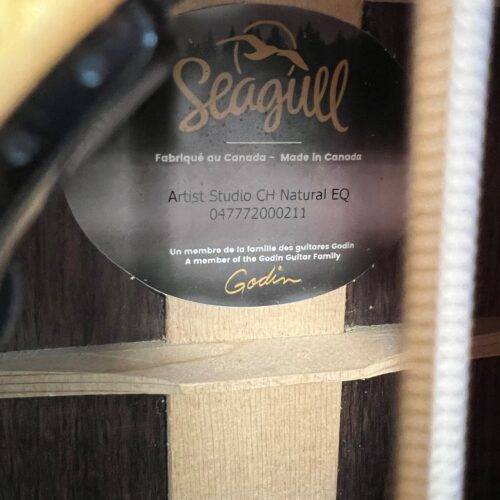 Seagull
Fabriqué au Canada - Made in Canada
Artist Studio CH Natural EQ
047772000211
Un membre de la famille des guitares Godin
A member of the Godin Guitar Family
Godin